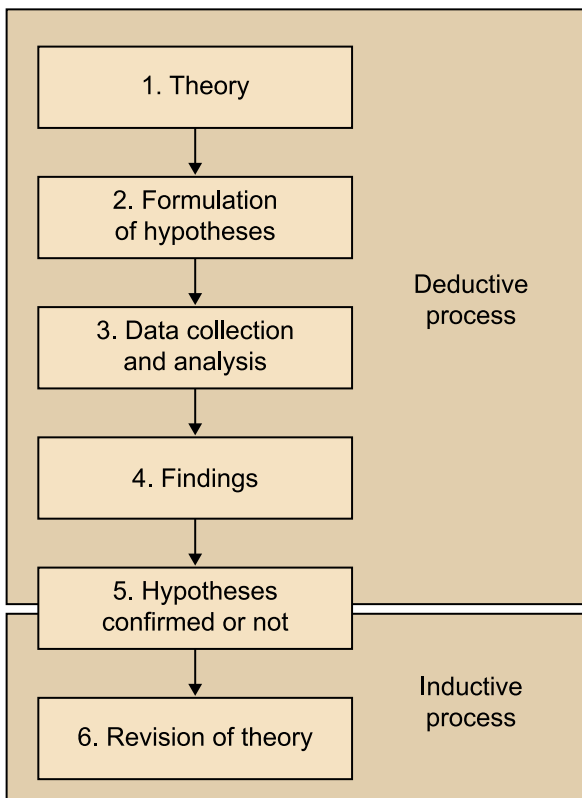 1. Theory
2. Formulation
of hypotheses
Deductive
process
3. Data collection
and analysis
4. Findings
5. Hypotheses
confirmed or not
Inductive
process
6. Revision of theory